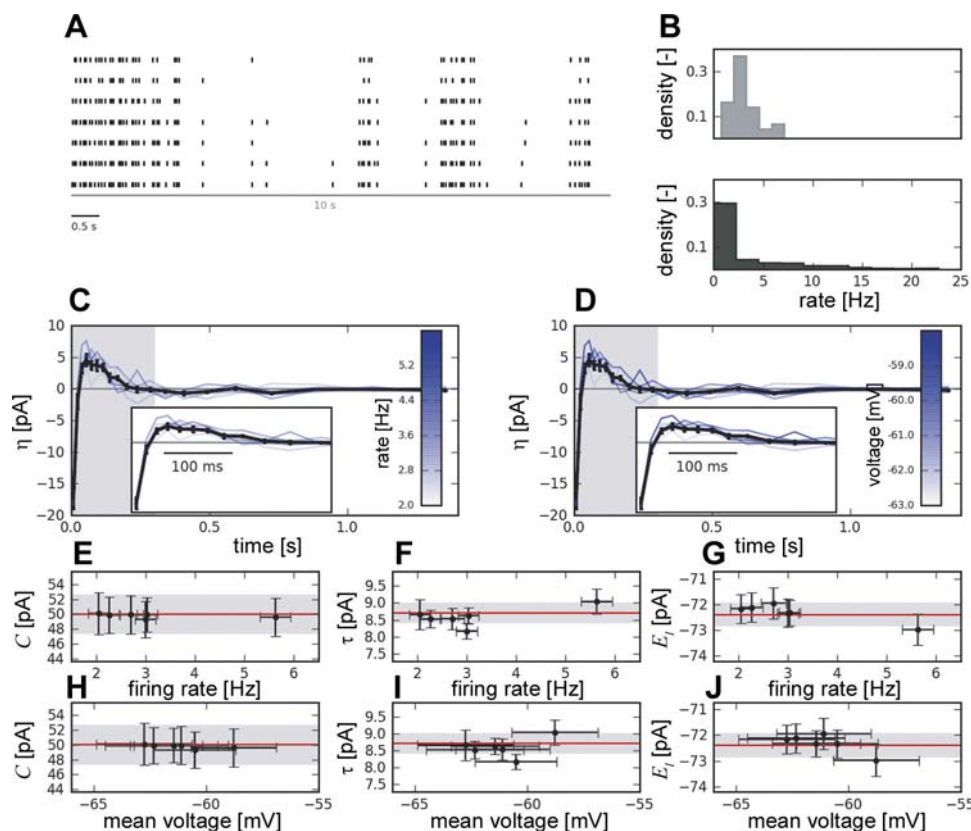 A
10 s
0.5 s
B
density [-]
0.3
0.1
density [-]
0.3
0.1
0 5 10 15 20 25
rate [Hz]
C
η [pA]
10
5
0
−5
−10
−15
−20
0.0 0.5 1.0
time [s]
100 ms
rate [Hz]
5.2
4.4
3.6
2.8
2.0
D
η [pA]
10
5
0
−5
−10
−15
−20
0.0 0.5 1.0
time [s]
100 ms
voltage [mV]
-59.0
-60.0
-61.0
-62.0
-63.0
E
C [pA]
52
50
48
46
44
2 3 4 5 6
firing rate [Hz]
F
τ [pA]
9.5
9.0
8.5
8.0
7.5
2 3 4 5 6
firing rate [Hz]
G
El [pA]
−71
−72
−73
−74
2 3 4 5 6
firing rate [Hz]
H
C [pA]
52
50
48
46
44
−65 −60 −55
mean voltage [mV]
I
τ [pA]
9.5
9.0
8.5
8.0
7.5
−65 −60 −55
mean voltage [mV]
J
El [pA]
−71
−72
−73
−74
−65 −60 −55
mean voltage [mV]